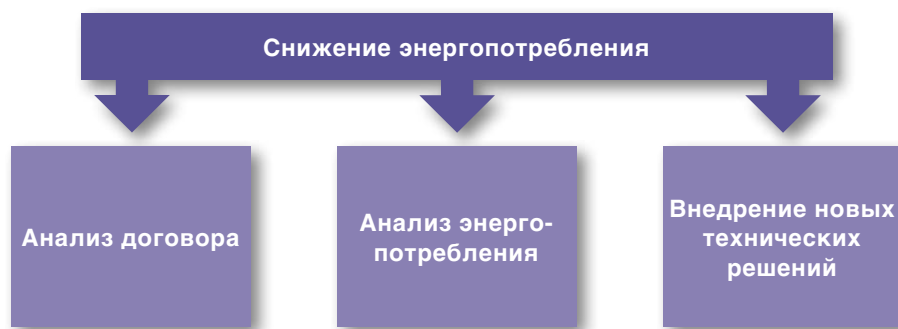 Снижение энергопотребления
Анализ договора
Анализ энерго-
потребления
Внедрение новых
технических
решений